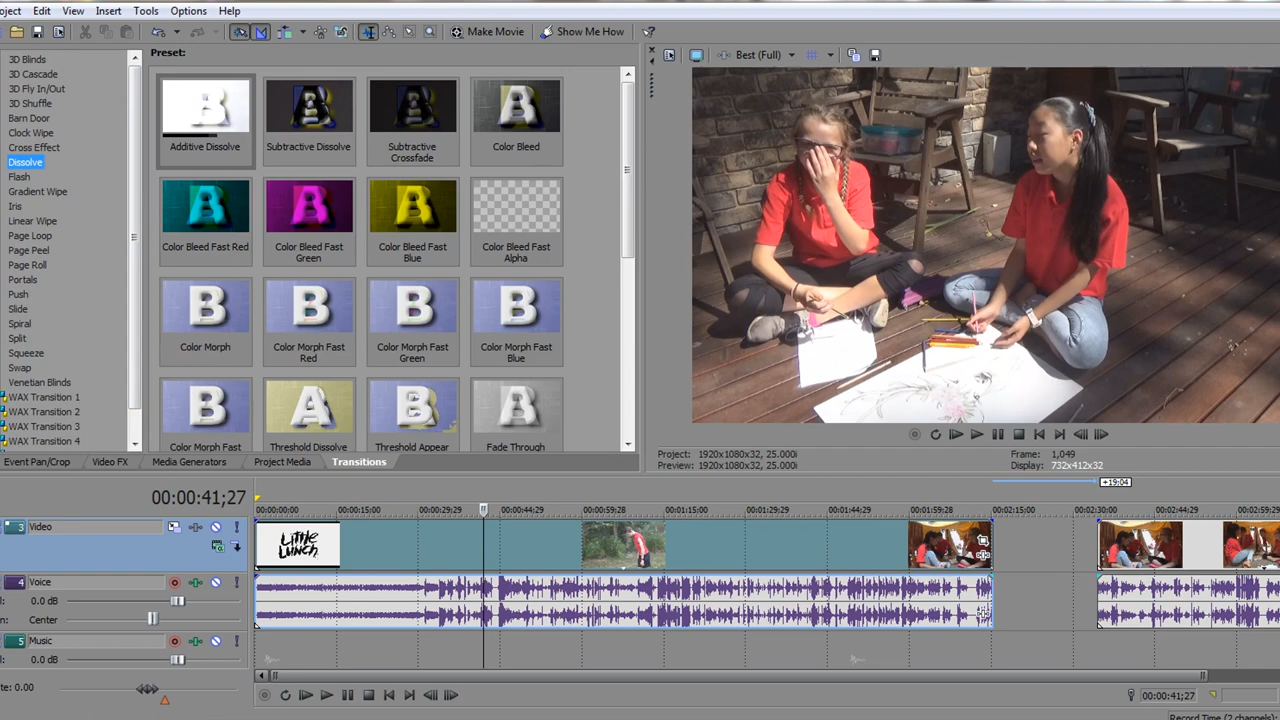 oject Edit View Insert Tools Options Help
Make Movie Show Me How
3D Blinds
3D Cascade
3D Fly In/Out
3D Shuffle
Barn Door
Clock Wipe
Cross Effect
Dissolve
Flash
Gradient Wipe
Iris
Linear Wipe
Page Loop
Page Peel
Page Roll
Portals
Push
Slide
Spiral
Split
Squeeze
Swap
Venetian Blinds
WAX Transition 1
WAX Transition 2
WAX Transition 3
WAX Transition 4
Preset:
Additive Dissolve
Subtractive Dissolve
Subtractive
Crossfade
Color Bleed
Color Bleed Fast Red
Color Bleed Fast
Green
Color Bleed Fast
Blue
Color Bleed Fast
Alpha
Color Morph
Color Morph Fast
Red
Color Morph Fast
Green
Color Morph Fast
Blue
Color Morph Fast
Threshold Dissolve
Threshold Appear
Fade Through
Best (Full)
Event Pan/Crop Video FX Media Generators Project Media Transitions
Project: 1920x1080x32, 25.000i
Preview: 1920x1080x32, 25.000i
Frame: 1,049
Display: 732x412x32
+19:04
00:00:41;27
00:00:00:00 00:00:15:00 00:00:29:29 00:00:44:29 00:00:59:28 00:01:15:00 00:01:29:29 00:01:44:29 00:01:59:28 00:02:15:00 00:02:30:00 00:02:44:29 00:02:59:29
3 Video
LITTLE
LUNCH
4 Voice
l: 0.0 dB
n: Center
5 Music
l: 0.0 dB
te: 0.00
00:00:41;27
Record Time (2 channels)